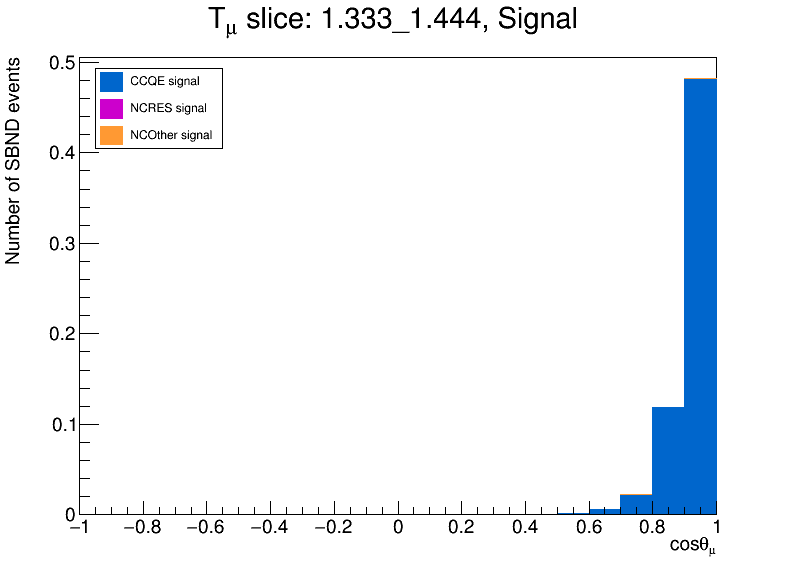 Tμ slice: 1.333_1.444, Signal
Number of SBND events
CCQE signal
NCRES signal
NCOther signal
0.5
0.4
0.3
0.2
0.1
0
−1 −0.8 −0.6 −0.4 −0.2 0 0.2 0.4 0.6 0.8 1
cosθμ